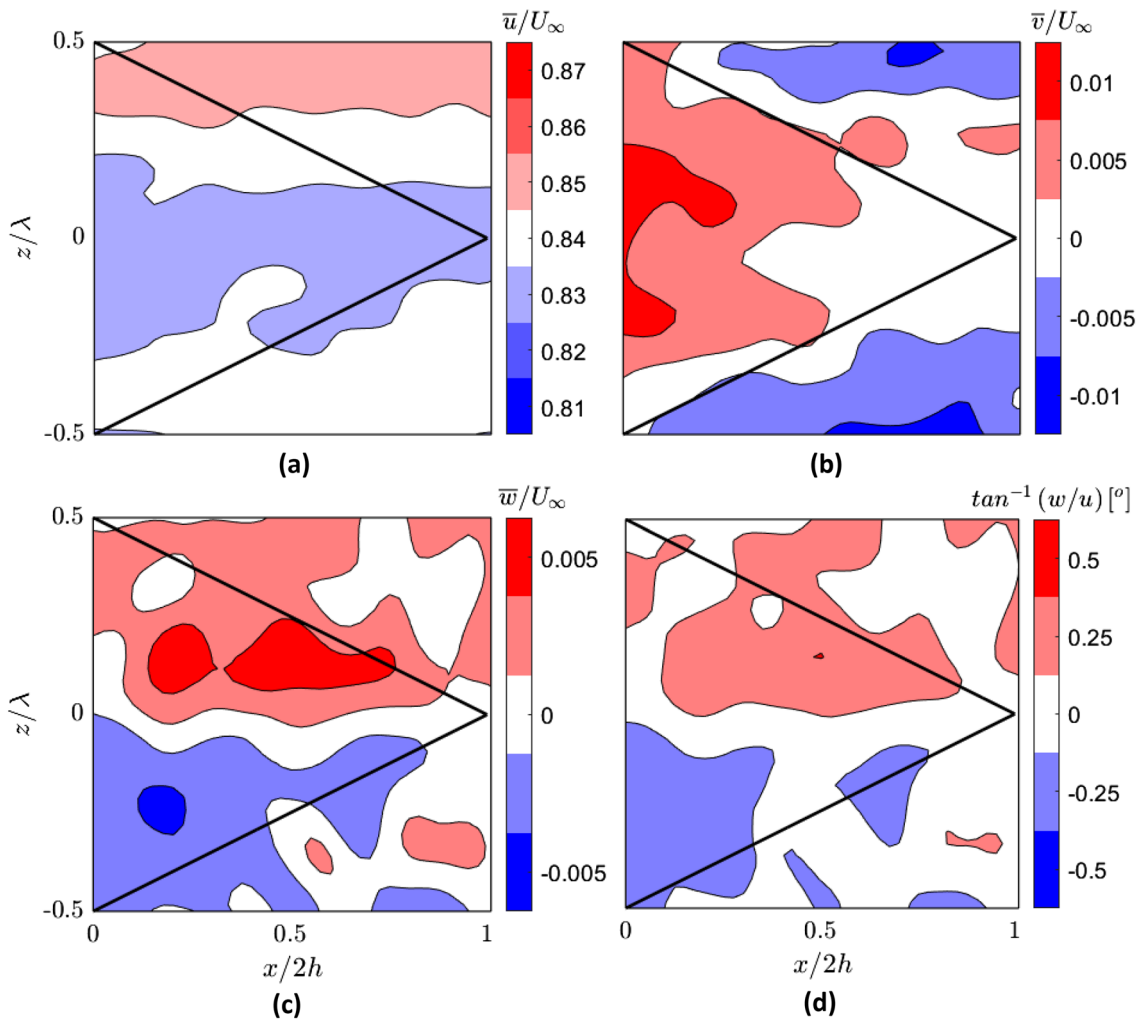 u̅/U∞
0.5
0
-0.5
z/λ
0.87
0.86
0.85
0.84
0.83
0.82
0.81
(a)
v̅/U∞
0.01
0.005
0
-0.005
-0.01
(b)
w̅/U∞
0.5
0
-0.5
z/λ
0
0.5
1
x/2h
0.005
0
-0.005
(c)
tan⁻¹ (w/u) [°]
0
0.5
1
x/2h
0.5
0.25
0
-0.25
-0.5
(d)